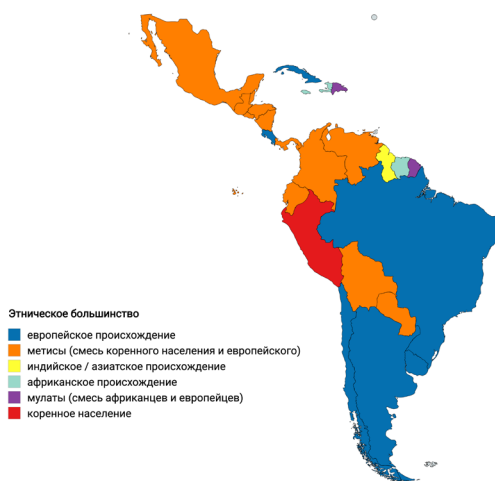 Этническое большинство
европейское происхождение
метисы (смесь коренного населения и европейского)
индийское / азиатское происхождение
африканское происхождение
мулаты (смесь африканцев и европейцев)
коренное население